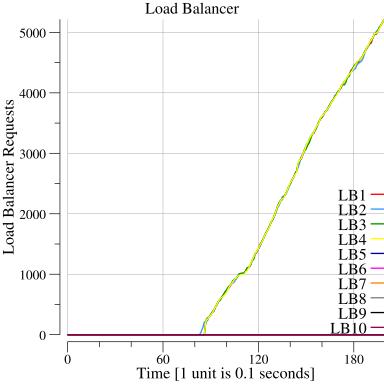 Load Balancer
Load Balancer Requests
5000
4000
3000
2000
1000
0
LB1
LB2
LB3
LB4
LB5
LB6
LB7
LB8
LB9
LB10
0 60 120 180
Time [1 unit is 0.1 seconds]